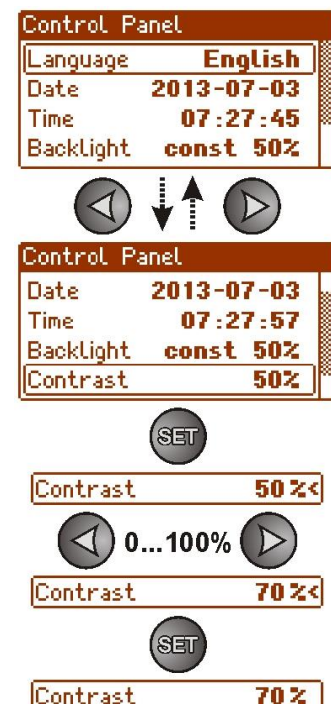 Control Panel
Language English
Date 2013-07-03
Time 07:27:45
Backlight const 50%
Control Panel
Date 2013-07-03
Time 07:27:57
Backlight const 50%
Contrast 50%
SET
Contrast 50%<
0...100%
Contrast 70%<
SET
Contrast 70%